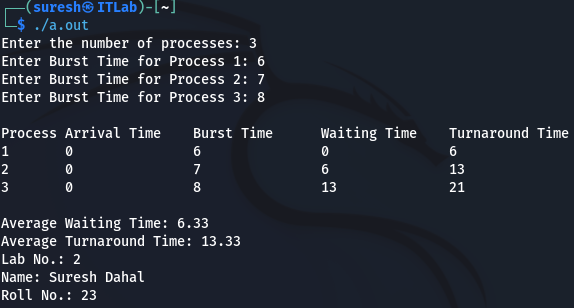 ┌──(suresh㉿ITLab)-[~]
└─$ ./a.out
Enter the number of processes: 3
Enter Burst Time for Process 1: 6
Enter Burst Time for Process 2: 7
Enter Burst Time for Process 3: 8
Process Arrival Time    Burst Time      Waiting Time    Turnaround Time
1       0               6               0               6
2       0               7               6               13
3       0               8               13              21
Average Waiting Time: 6.33
Average Turnaround Time: 13.33
Lab No.: 2
Name: Suresh Dahal
Roll No.: 23